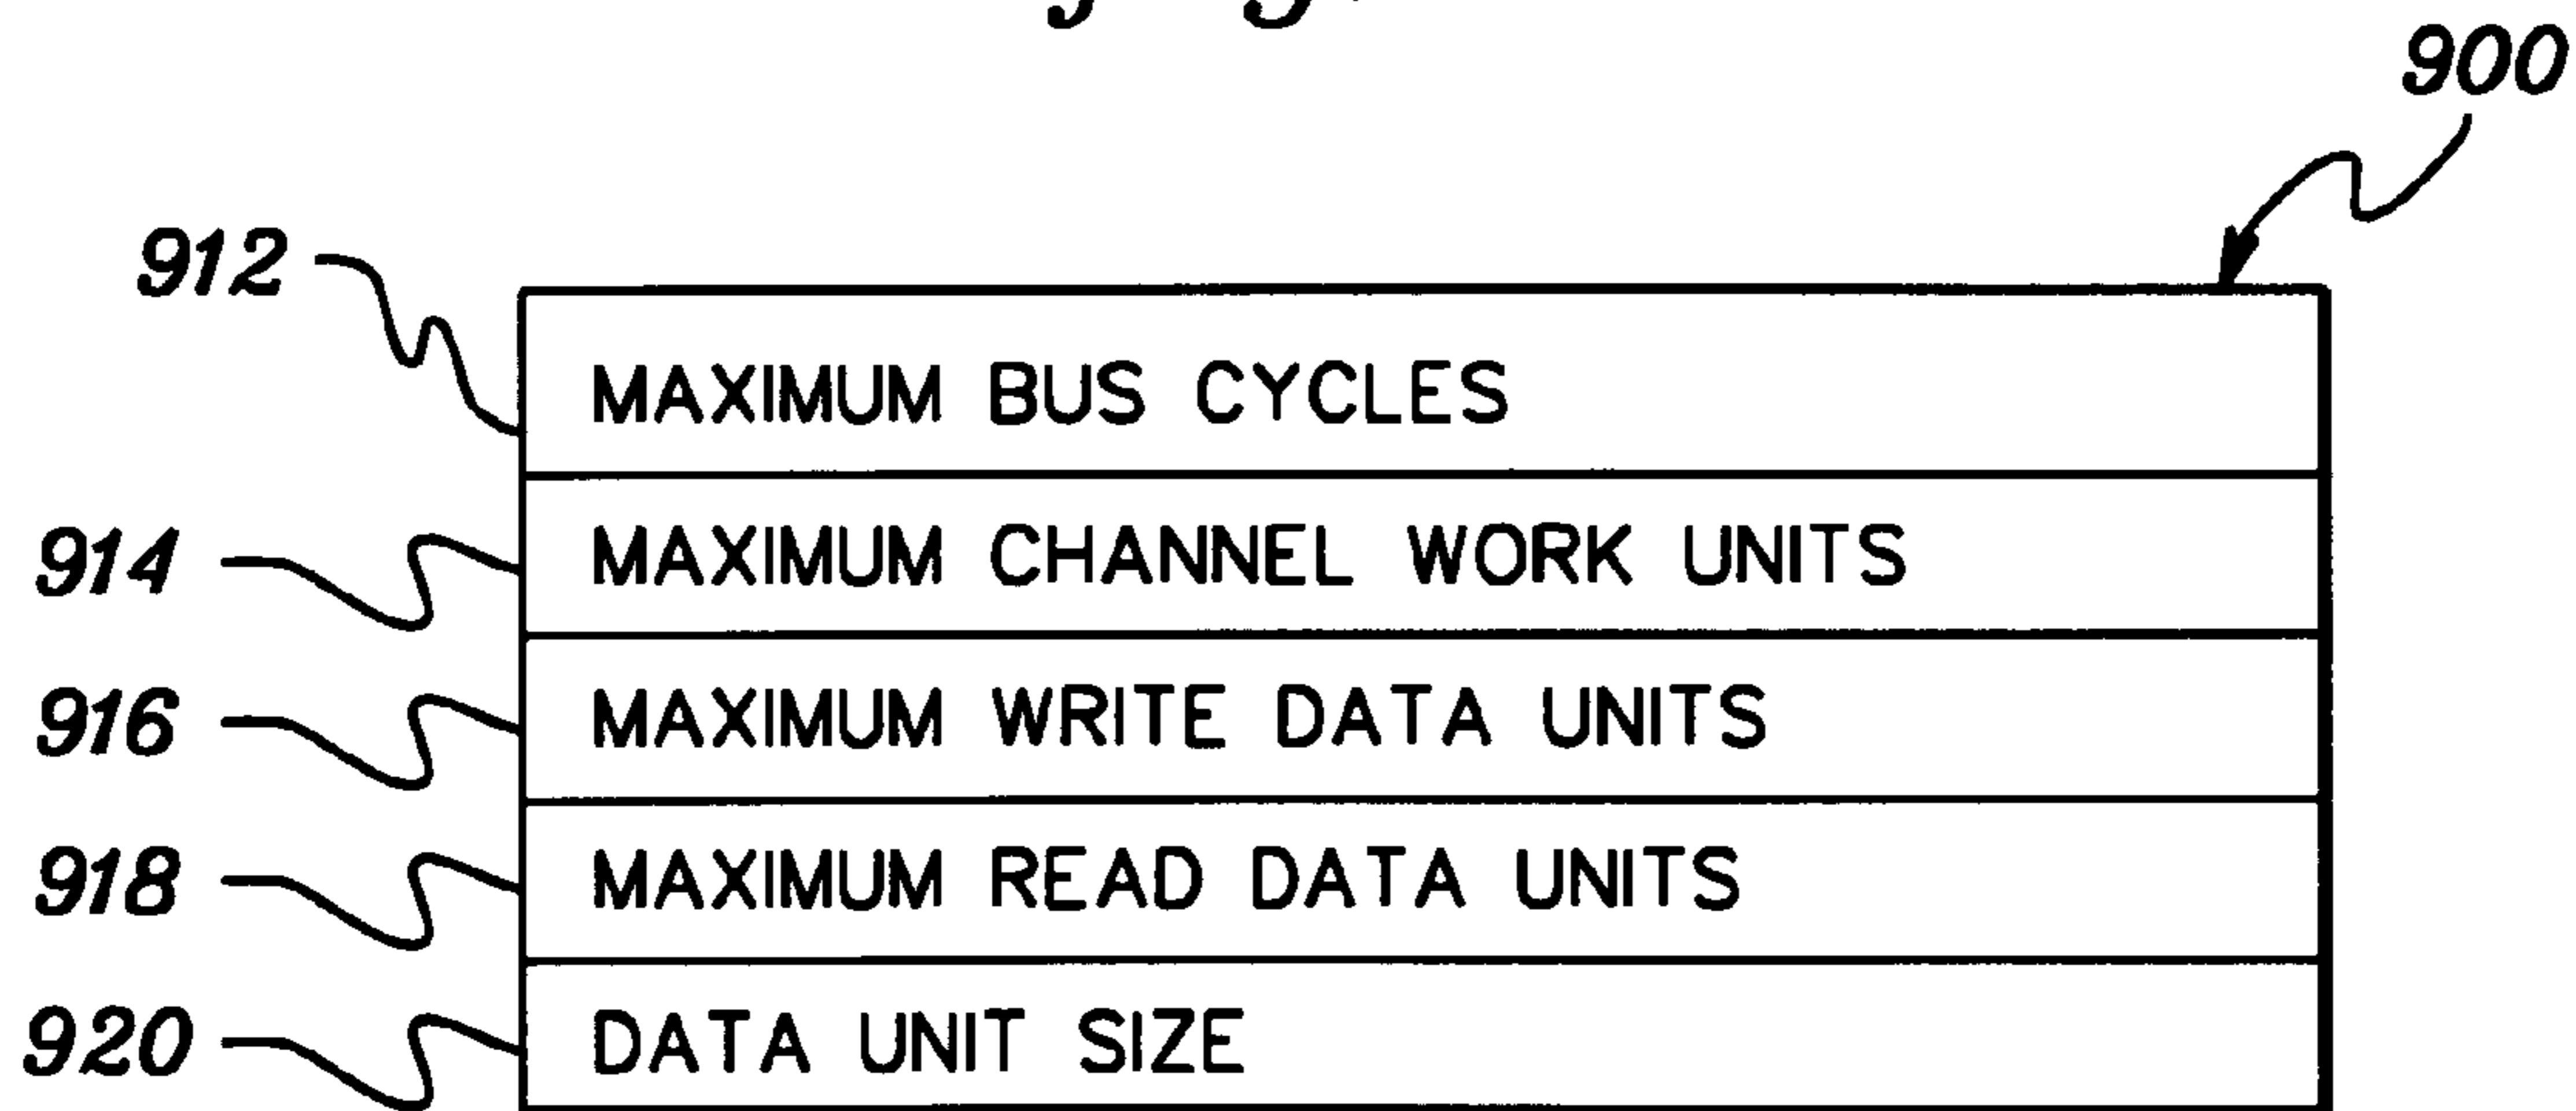 900
912 MAXIMUM BUS CYCLES
914 MAXIMUM CHANNEL WORK UNITS
916 MAXIMUM WRITE DATA UNITS
918 MAXIMUM READ DATA UNITS
920 DATA UNIT SIZE